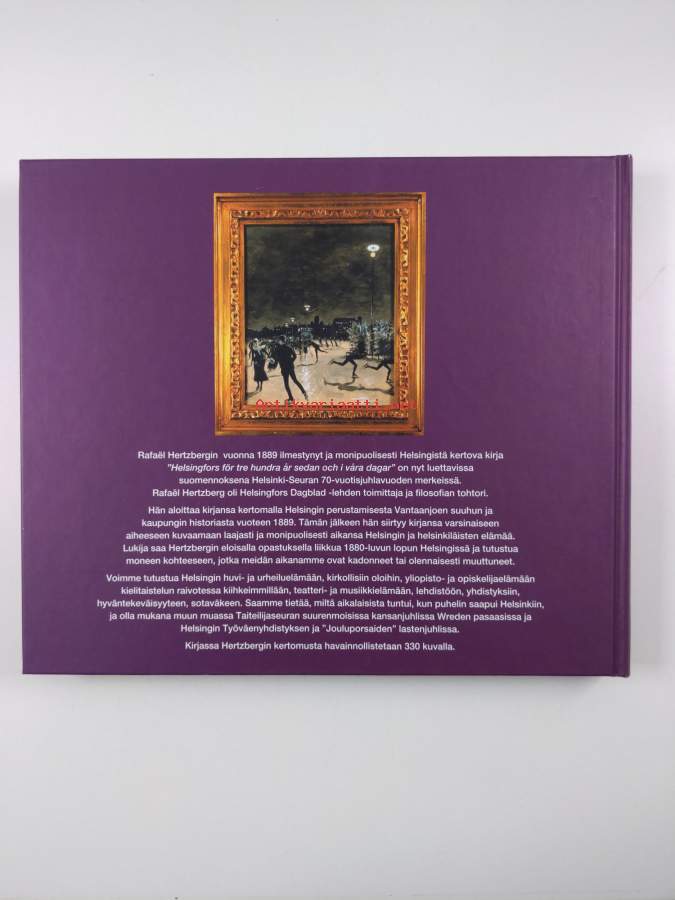 Antikvariaatti.net
Rafaël Hertzbergin vuonna 1889 ilmestynyt ja monipuolisesti Helsingistä kertova kirja
"Helsingfors för tre hundra år sedan och i våra dagar" on nyt luettavissa
suomennoksena Helsinki-Seuran 70-vuotisjuhlavuoden merkeissä.
Rafaël Hertzberg oli Helsingfors Dagblad -lehden toimittaja ja filosofian tohtori.
Hän aloittaa kirjansa kertomalla Helsingin perustamisesta Vantaanjoen suuhun ja
kaupungin historiasta vuoteen 1889. Tämän jälkeen hän siirtyy kirjansa varsinaiseen
aiheeseen kuvaamaan laajasti ja monipuolisesti aikansa Helsingin ja helsinkiläisten elämää.
Lukija saa Hertzbergin eloisalla opastuksella liikkua 1880-luvun lopun Helsingissä ja tutustua
moneen kohteeseen, jotka meidän aikanamme ovat kadonneet tai olennaisesti muuttuneet.
Voimme tutustua Helsingin huvi- ja urheiluelämään, kirkollisiin oloihin, yliopisto- ja opiskelijaelämään
kielitaistelun raivotessa kiihkeimmillään, teatteri- ja musiikkielämään, lehdistöön, yhdistyksiin,
hyväntekeväisyyteen, sotaväkeen. Saamme tietää, miltä aikalaisista tuntui, kun puhelin saapui Helsinkiin,
ja olla mukana muun muassa Taiteilijaseuran suurenmoisissa kansanjuhlissa Wreden pasaasissa ja
Helsingin Työväenyhdistyksen ja "Jouluporsaiden" lastenjuhlissa.
Kirjassa Hertzbergin kertomusta havainnollistetaan 330 kuvalla.